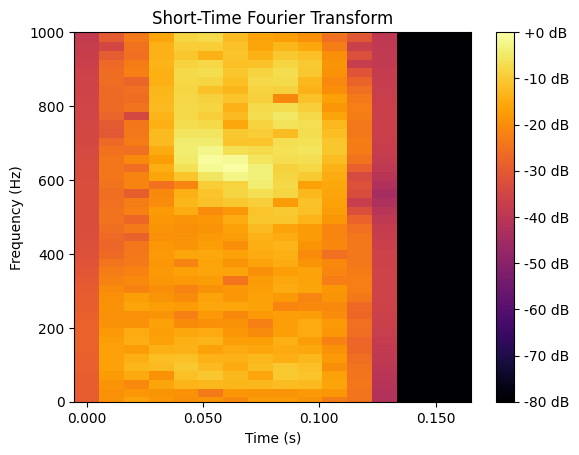 Short-Time Fourier Transform
1000
800
600
400
200
0
Frequency (Hz)
0.000
0.050
0.100
0.150
Time (s)
+0 dB
-10 dB
-20 dB
-30 dB
-40 dB
-50 dB
-60 dB
-70 dB
-80 dB